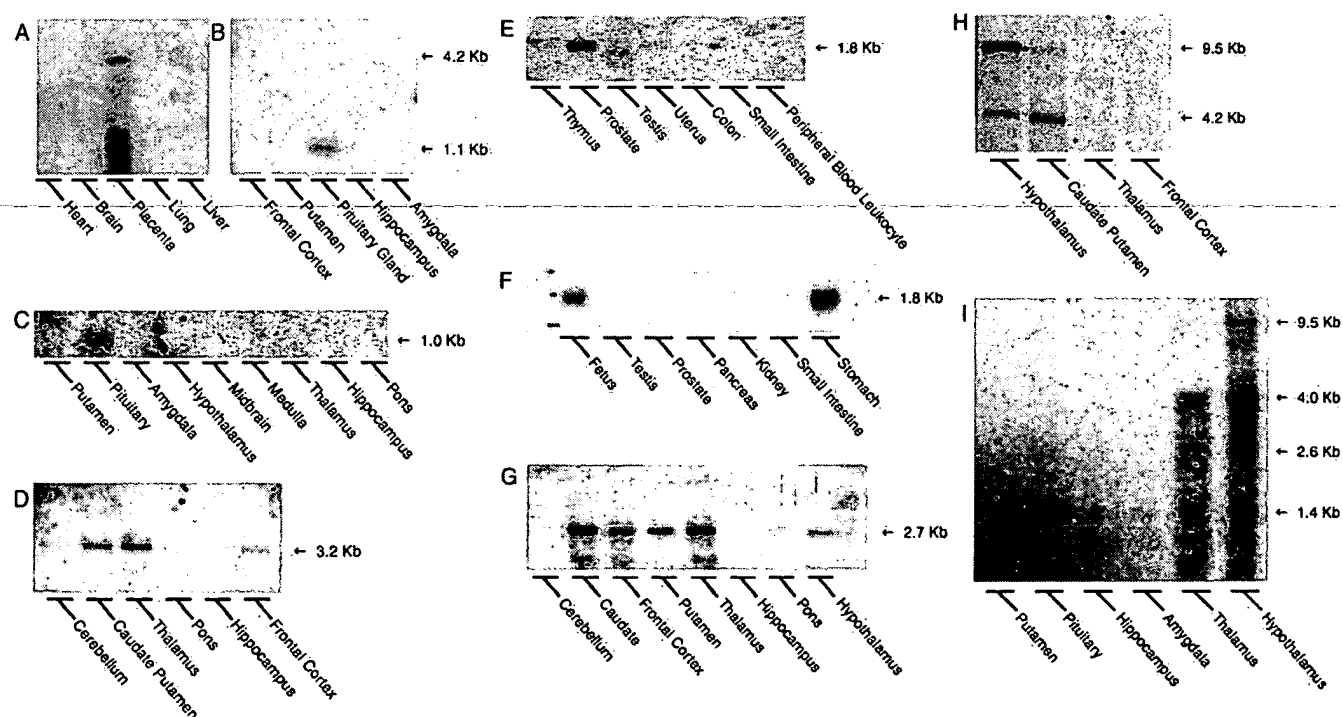 A
← 4.2 Kb
← 1.1 Kb
Heart
Brain
Placenta
Lung
Liver
B
Frontal Cortex
Putamen
Pituitary Gland
Hippocampus
Amygdala
C
← 1.0 Kb
Putamen
Pituitary
Amygdala
Hypothalamus
Midbrain
Medulla
Thalamus
Hippocampus
Pons
D
← 3.2 Kb
Cerebellum
Caudate Putamen
Thalamus
Pons
Hippocampus
Frontal Cortex
E
← 1.8 Kb
Thymus
Prostate
Testis
Uterus
Colon
Small Intestine
Peripheral Blood Leukocyte
F
← 1.8 Kb
Fetus
Testis
Prostate
Pancreas
Kidney
Small Intestine
Stomach
G
← 2.7 Kb
Cerebellum
Caudate
Frontal Cortex
Putamen
Thalamus
Hippocampus
Pons
Hypothalamus
H
← 9.5 Kb
← 4.2 Kb
Hypothalamus
Caudate Putamen
Thalamus
Frontal Cortex
I
← 9.5 Kb
← 4.0 Kb
← 2.6 Kb
← 1.4 Kb
Putamen
Pituitary
Hippocampus
Amygdala
Thalamus
Hypothalamus